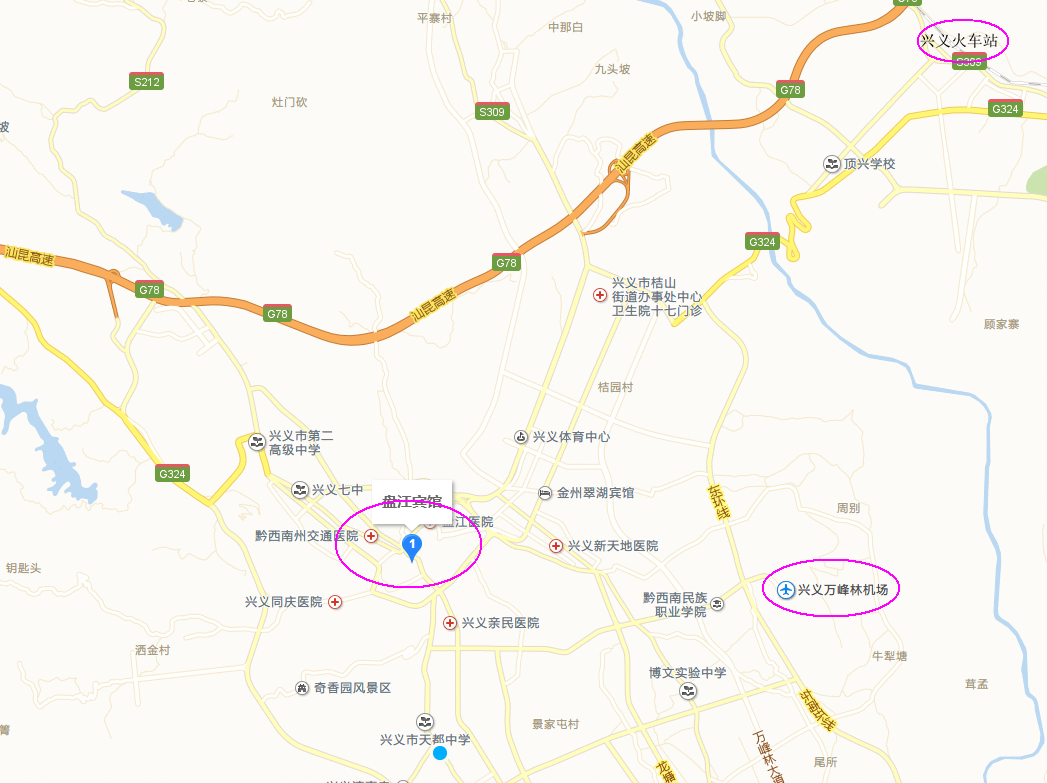 G78
平寨村
小坡脚
中那白
兴义火车站
S309
九头坡
S212
G78
灶门砍
S309
G324
坡
汕昆高速
顶兴学校
G324
汕昆高速
G78
G78
兴义市桔山
街道办事处中心
卫生院十七门诊
汕昆高速
G78
顾家寨
桔园村
兴义市第二
高级中学
兴义体育中心
G324
兴义七中
金州翠湖宾馆
盘江宾馆
东环线
周别
盘江医院
黔西南州交通医院
1
兴义新天地医院
钥匙头
兴义万峰林机场
兴义同庆医院
黔西南民族
职业学院
兴义亲民医院
洒金村
牛犁塘
博文实验中学
奇香园风景区
茸孟
东南环线
景家屯村
兴义市天都中学
万峰林大道
尾所
龙塘